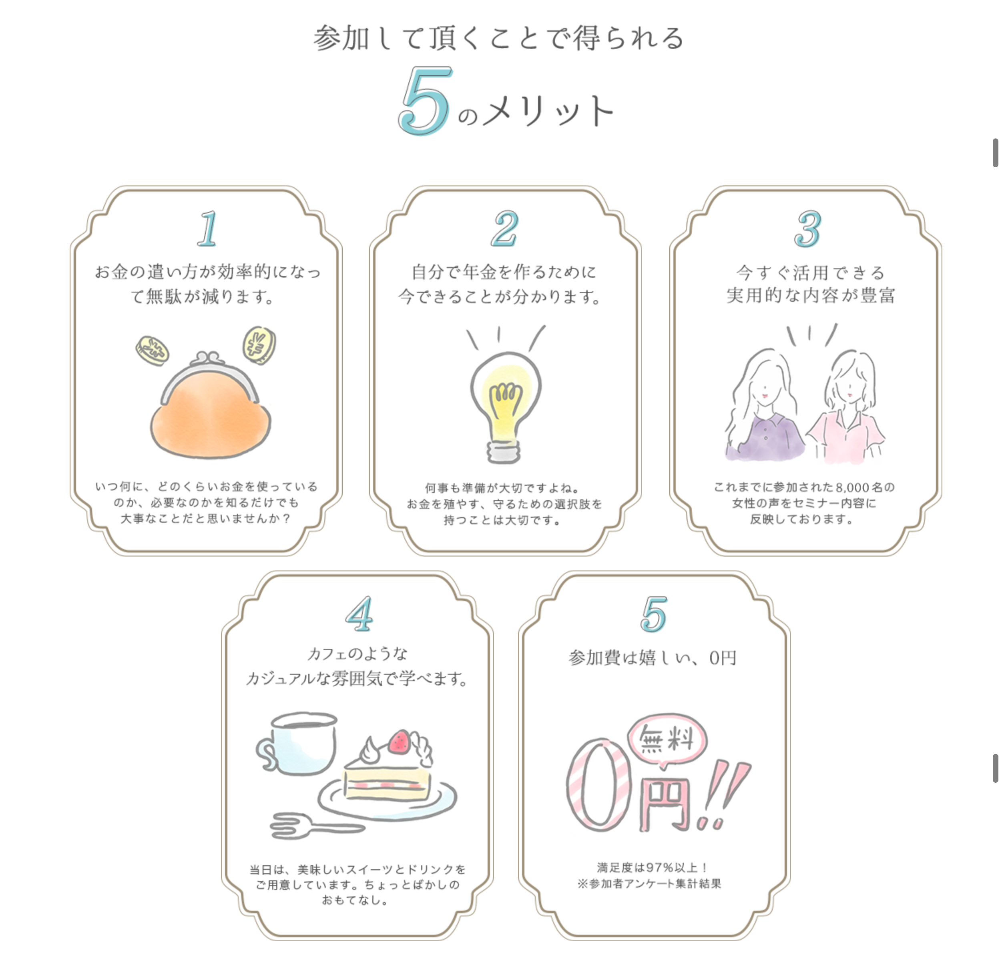 参加して頂くことで得られる
5のメリット
1
お金の遣い方が効率的になっ
て無駄が減ります。
いつ何に、どのくらいお金を使っている
のか、必要なのかを知るだけでも
大事なことだと思いませんか？
2
自分で年金を作るために
今できることが分かります。
何事も準備が大切ですよね。
お金を殖やす、守るための選択肢を
持つことは大切です。
3
今すぐ活用できる
実用的な内容が豊富
これまでに参加された8,000名の
女性の声をセミナー内容に
反映しております。
4
カフェのような
カジュアルな雰囲気で学べます。
当日は、美味しいスイーツとドリンクを
ご用意しています。ちょっとばかしの
おもてなし。
5
参加費は嬉しい、0円
無料
0円!!
満足度は97%以上！
※参加者アンケート集計結果